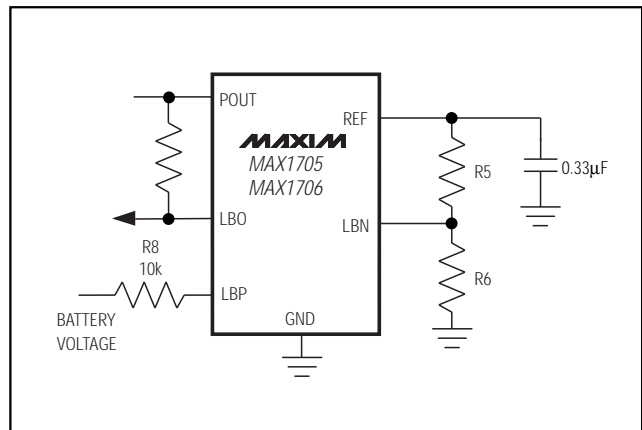 POUT
REF
MAXIM
MAX1705
MAX1706
R5
0.33µF
LBO
LBN
R8
10k
R6
LBP
BATTERY
VOLTAGE
GND